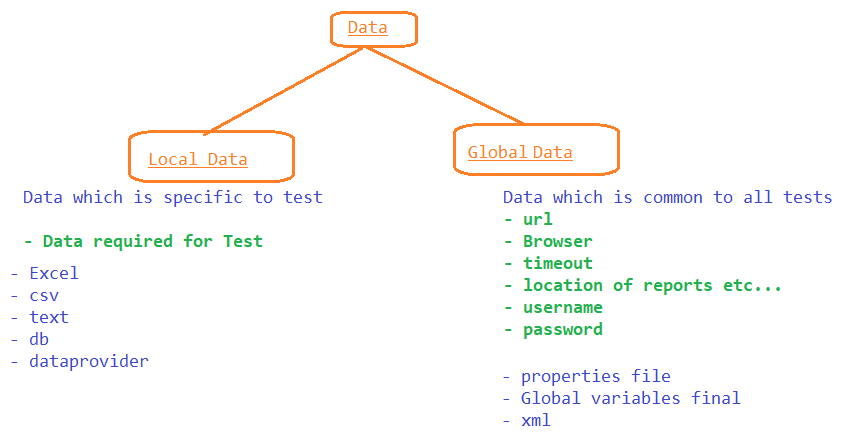 Data
Local Data
Data which is specific to test
- Data required for Test
- Excel
- csv
- text
- db
- dataprovider
Global Data
Data which is common to all tests
- url
- Browser
- timeout
- location of reports etc...
- username
- password
- properties file
- Global variables final
- xml